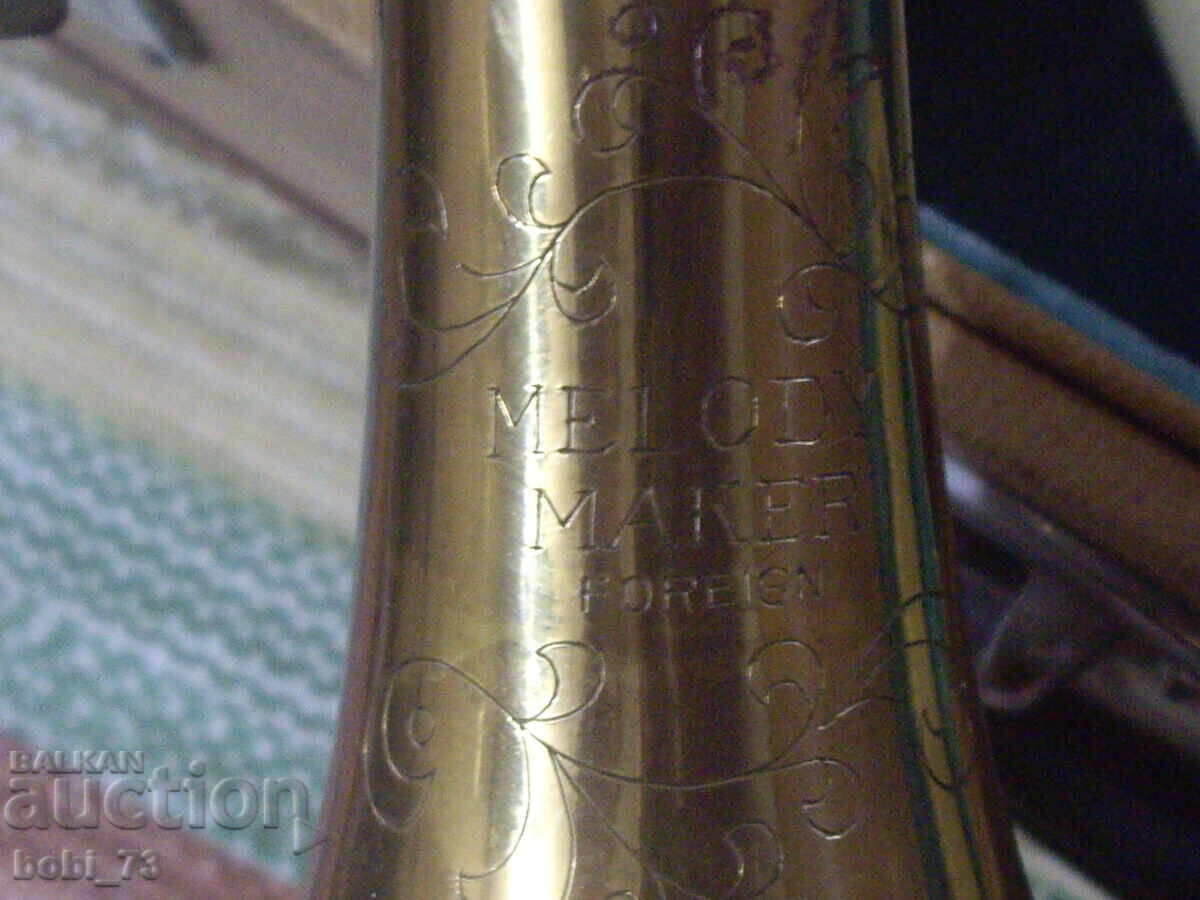 MELODY
MAKER
FOREIGN
BALKAN
auction
bobi_73